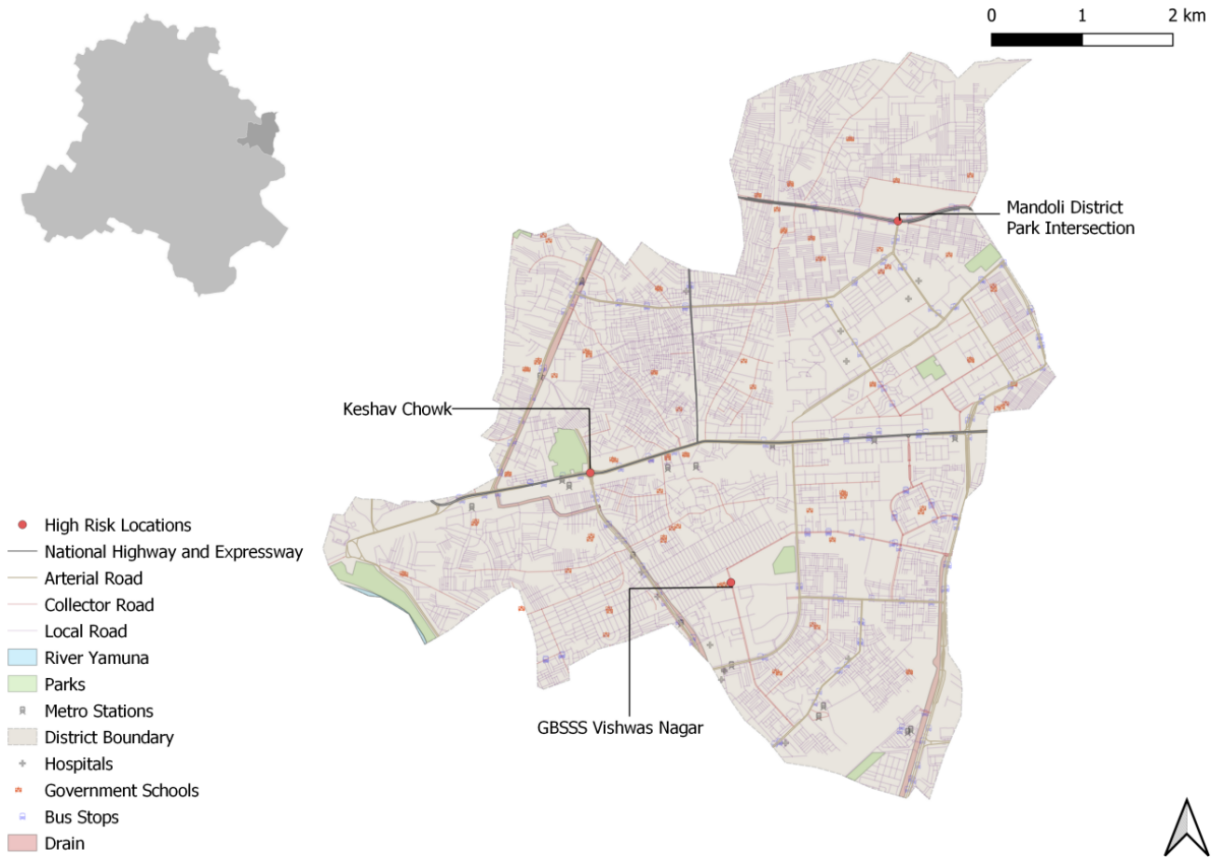 0 1 2 km
Mandoli District
Park Intersection
Keshav Chowk
GBSSS Vishwas Nagar
High Risk Locations
National Highway and Expressway
Arterial Road
Collector Road
Local Road
River Yamuna
Parks
Metro Stations
District Boundary
Hospitals
Government Schools
Bus Stops
Drain